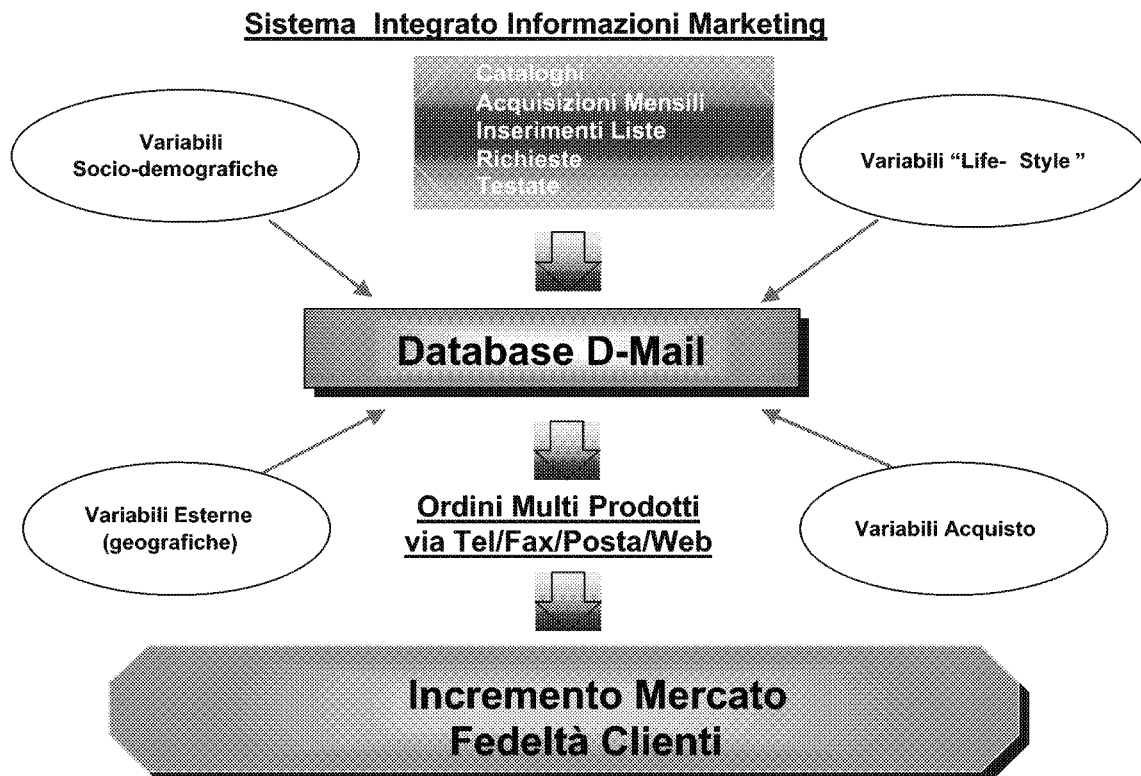 Sistema Integrato Informazioni Marketing
Cataloghi
Acquisizioni Mensili
Inserimenti Liste
Richieste
Testate
Variabili
Socio-demografiche
Variabili “Life- Style ”
Database D-Mail
Variabili Esterne
(geografiche)
Ordini Multi Prodotti
via Tel/Fax/Posta/Web
Variabili Acquisto
Incremento Mercato
Fedeltà Clienti